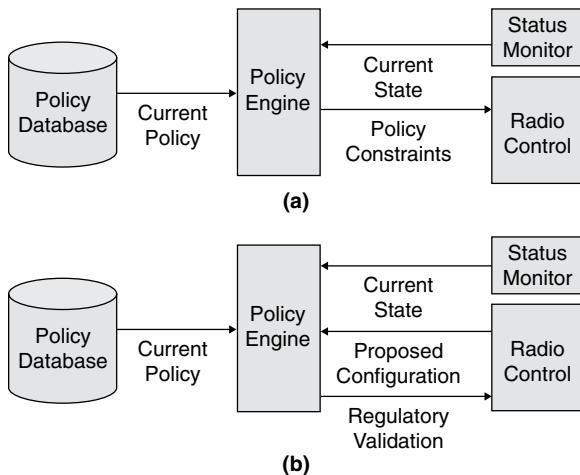 Policy
Database
Current
Policy
Policy
Engine
Current
State
Policy
Constraints
Status
Monitor
Radio
Control
(a)
Policy
Database
Current
Policy
Policy
Engine
Current
State
Proposed
Configuration
Regulatory
Validation
Status
Monitor
Radio
Control
(b)